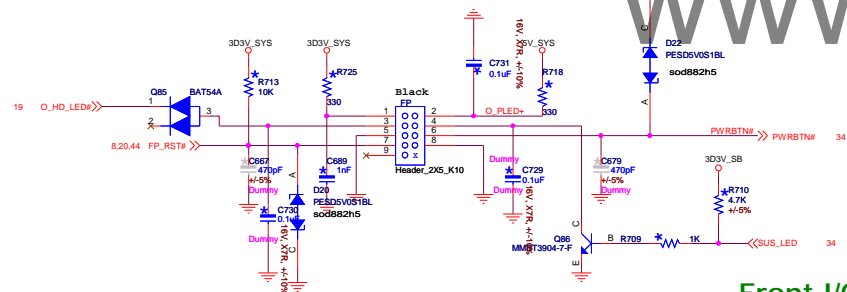 WWW
3D3V_SYS
3D3V_SYS
5V_SYS
16V, X7R, +/-10%
C731
0.1uF
R718
330
D22
PESD5V0S1BL
sod882h5
C
A
Q85
BAT54A
R713
10K
R725
330
Black
FP
19 O_HD_LED#
1
2
3
1
3
5
7
9
2
4
6
8
X
O_PLED+
PWRBTN#
PWRBTN# 34
8,20,44 FP_RST#
Header_2X5_K10
C667
470pF
+/-5%
Dummy
C689
1nF
A
D20
PESD5V0S1BL
sod882h5
C
C730
0.1uF
Dummy
16V, X7R, +/-10%
Dummy
C729
0.1uF
Dummy
16V, X7R, +/-10%
C679
470pF
+/-5%
Dummy
3D3V_SB
R710
4.7K
+/-5%
Q86
MMBT3904-7-F
C
B
E
R709
1K
SUS_LED 34